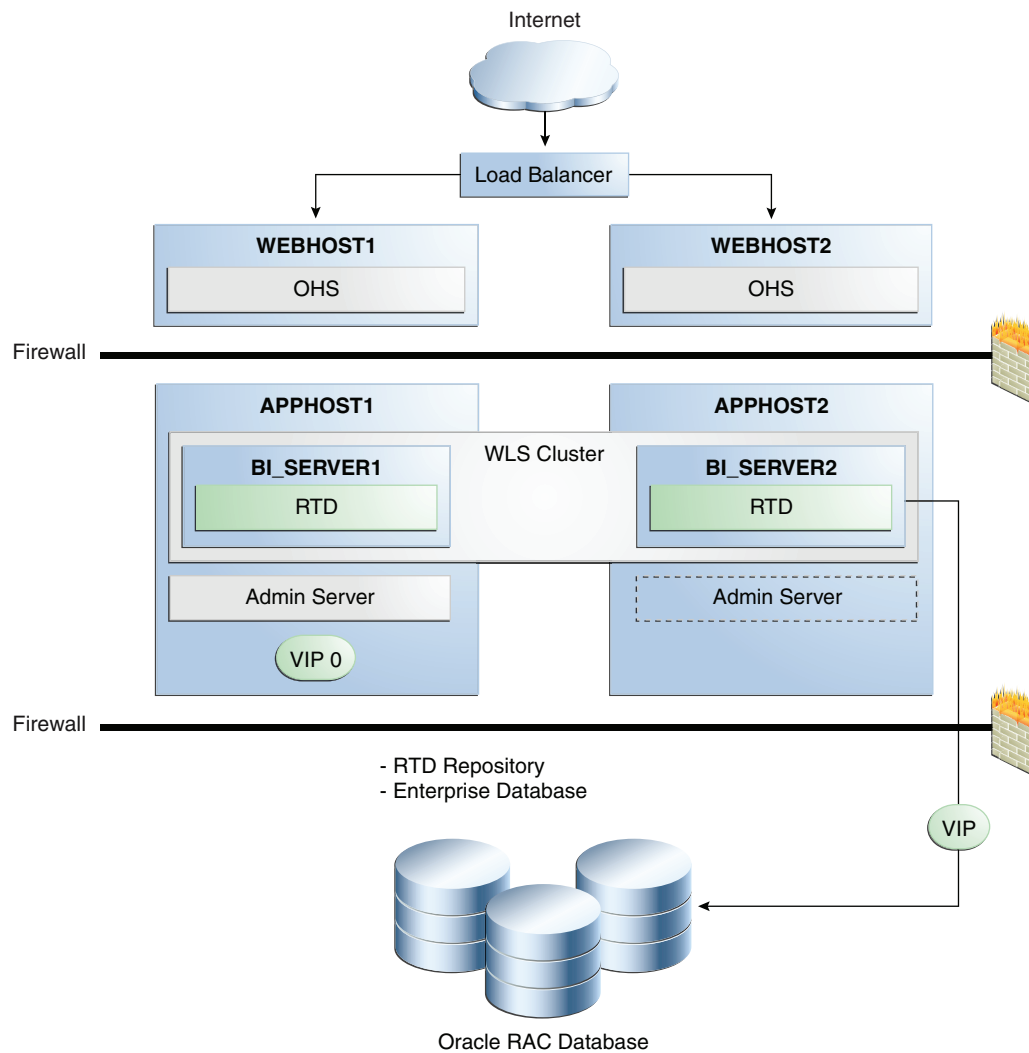 Internet
Load Balancer
WEBHOST1
OHS
WEBHOST2
OHS
Firewall
APPHOST1
APPHOST2
WLS Cluster
BI_SERVER1
RTD
BI_SERVER2
RTD
Admin Server
Admin Server
VIP 0
Firewall
- RTD Repository
- Enterprise Database
VIP
Oracle RAC Database